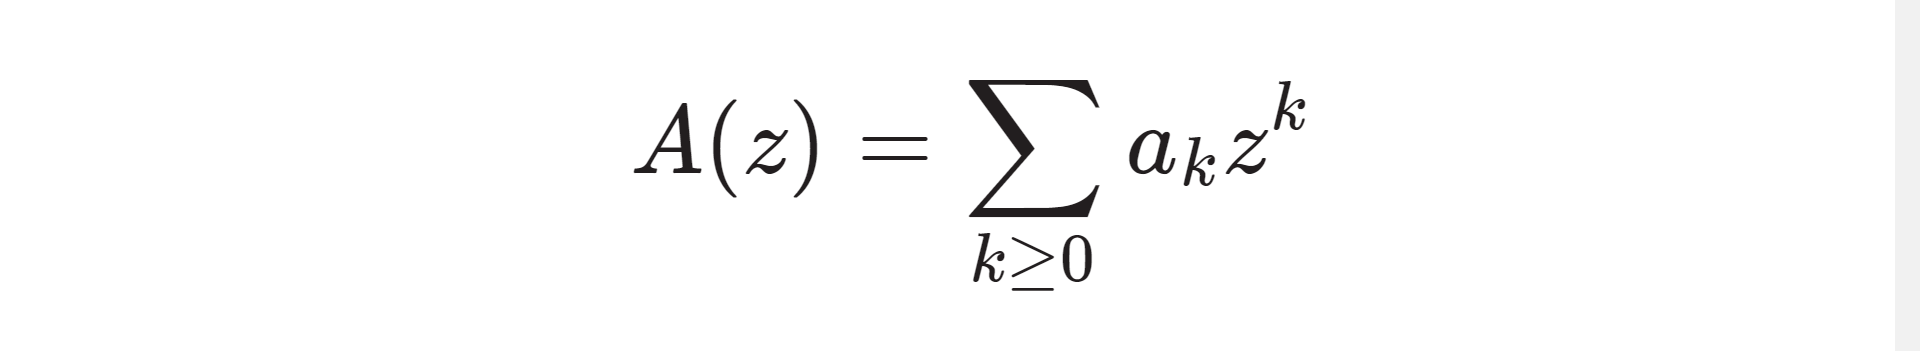 A(z) = ∑_{k≥0} a_k z^k